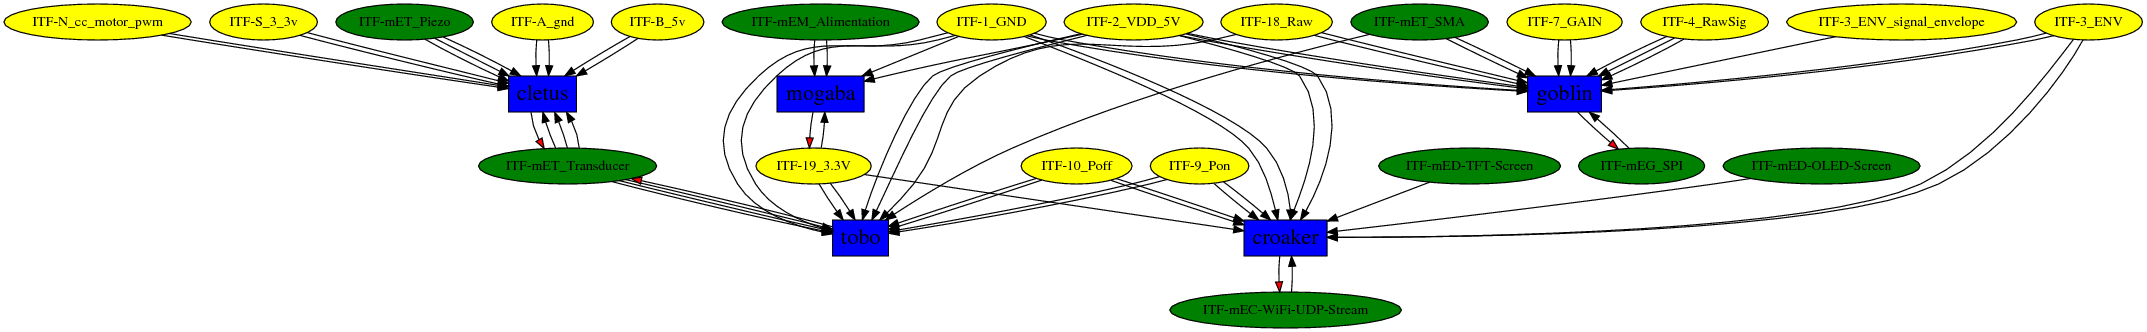 ITF-N_cc_motor_pwm
ITF-S_3_3v
ITF-mET_Piezo
ITF-A_gnd
ITF-B_5v
ITF-mEM_Alimentation
ITF-1_GND
ITF-2_VDD_5V
ITF-18_Raw
ITF-mET_SMA
ITF-7_GAIN
ITF-4_RawSig
ITF-3_ENV_signal_envelope
ITF-3_ENV
cletus
mogaba
goblin
ITF-mET_Transducer
ITF-19_3.3V
ITF-10_Poff
ITF-9_Pon
ITF-mED-TFT-Screen
ITF-mEG_SPI
ITF-mED-OLED-Screen
tobo
croaker
ITF-mEC-WiFi-UDP-Stream